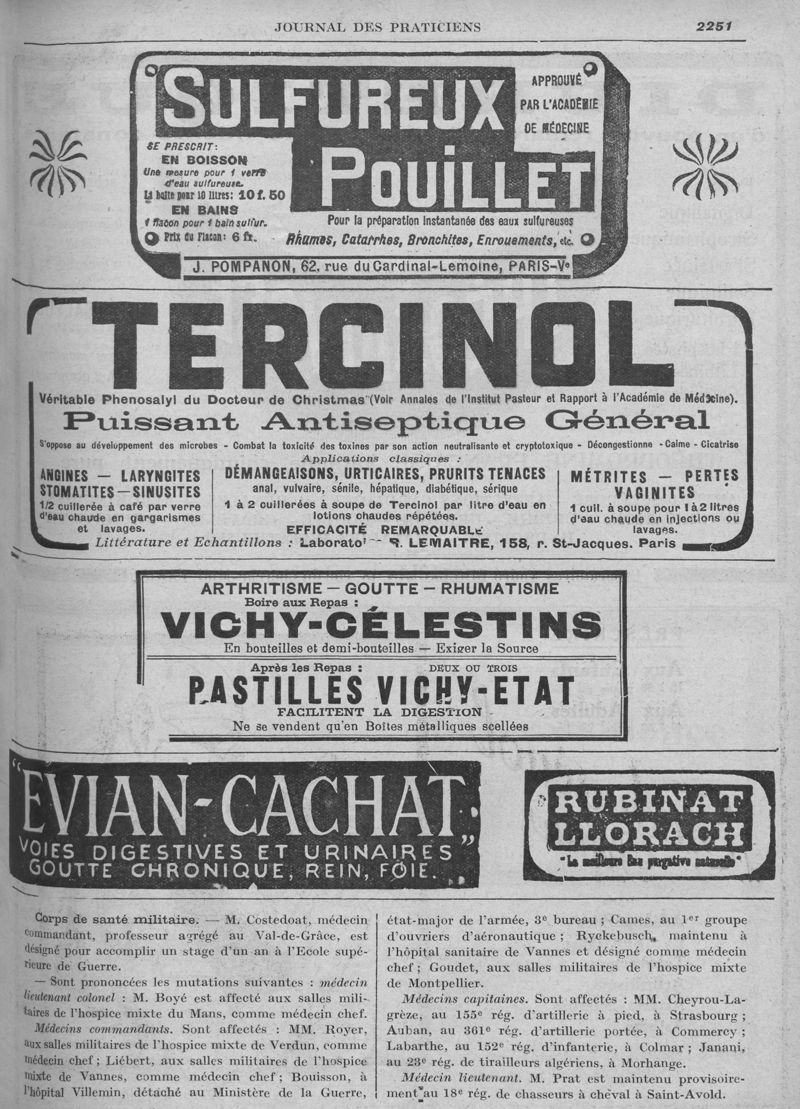 JOURNAL DES PRATICIENS
2251
SULFUREUX
POUILLET
APPROUVÉ
PAR L'ACADÉMIE
DE MÉDECINE
SE PRESCRIT:
EN BOISSON
Une mesure pour 1 verre
d'eau sulfureuse.
La boîte pour 10 litres: 10 f. 50
EN BAINS
1 flacon pour 1 bain sulfur.
Prix du Flacon: 6 fr.
Pour la préparation instantanée des eaux sulfureuses
Rhumes, Catarrhes, Bronchites, Enrouements, etc.
J. POMPANON, 62, rue du Cardinal-Lemoine, PARIS-Ve
TERCINOL
Véritable Phenosalyl du Docteur de Christmas (Voir Annales de l'Institut Pasteur et Rapport à l'Académie de Médecine).
Puissant Antiseptique Général
S'oppose au développement des microbes - Combat la toxicité des toxines par son action neutralisante et cryptotoxique - Décongestionne - Calme - Cicatrise
Applications classiques :
ANGINES — LARYNGITES
STOMATITES — SINUSITES
1/2 cuillerée à café par verre
d'eau chaude en gargarismes
et lavages.
DÉMANGEAISONS, URTICAIRES, PRURITS TENACES
anal, vulvaire, sénile, hépatique, diabétique, sérique
1 à 2 cuillerées à soupe de Tercinol par litre d'eau en
lotions chaudes répétées.
EFFICACITÉ REMARQUABLE
MÉTRITES — PERTES
VAGINITES
1 cuil. à soupe pour 1 à 2 litres
d'eau chaude en injections ou
lavages.
Littérature et Echantillons : Laborato R. LEMAITRE, 158, r. St-Jacques. Paris
ARTHRITISME — GOUTTE — RHUMATISME
Boire aux Repas :
VICHY-CÉLESTINS
En bouteilles et demi-bouteilles — Exiger la Source
Après les Repas : DEUX OU TROIS
PASTILLES VICHY-ETAT
FACILITENT LA DIGESTION
Ne se vendent qu'en Boîtes métalliques scellées
"EVIAN-CACHAT"
VOIES DIGESTIVES ET URINAIRES
GOUTTE CHRONIQUE, REIN, FOIE.
RUBINAT
LLORACH
"La meilleure Eau purgative naturelle"
Corps de santé militaire. — M. Costedoat, médecin
commandant, professeur agrégé au Val-de-Grâce, est
désigné pour accomplir un stage d'un an à l'Ecole supé-
rieure de Guerre.
— Sont prononcées les mutations suivantes : médecin
lieutenant colonel : M. Boyé est affecté aux salles mili-
taires de l'hospice mixte du Mans, comme médecin chef.
Médecins commandants. Sont affectés : MM. Royer,
aux salles militaires de l'hospice mixte de Verdun, comme
médecin chef ; Liébert, aux salles militaires de l'hospice
mixte de Vannes, comme médecin chef ; Bouisson, à
l'hôpital Villemin, détaché au Ministère de la Guerre,
état-major de l'armée, 3e bureau ; Cames, au 1er groupe
d'ouvriers d'aéronautique ; Ryckebusch, maintenu à
l'hôpital sanitaire de Vannes et désigné comme médecin
chef ; Goudet, aux salles militaires de l'hospice mixte
de Montpellier.
Médecins capitaines. Sont affectés : MM. Cheyrou-La-
grèze, au 155e rég. d'artillerie à pied, à Strasbourg ;
Auban, au 361e rég. d'artillerie portée, à Commercy ;
Labarthe, au 152e rég. d'infanterie, à Colmar ; Janani,
au 23e rég. de tirailleurs algériens, à Morhange.
Médecin lieutenant. M. Prat est maintenu provisoire-
ment au 18e rég. de chasseurs à cheval à Saint-Avold.